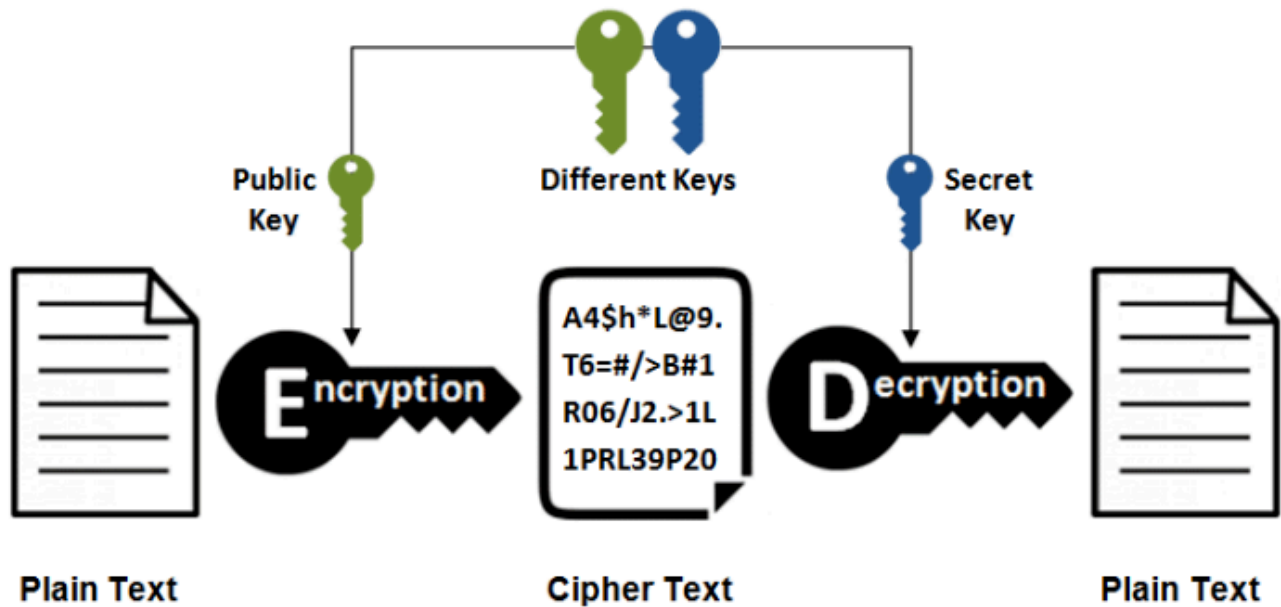 Public
Key
Different Keys
Secret
Key
Encryption
A4$h*L@9.
T6=#/>B#1
R06/J2.>1L
1PRL39P20
Decryption
Plain Text
Cipher Text
Plain Text